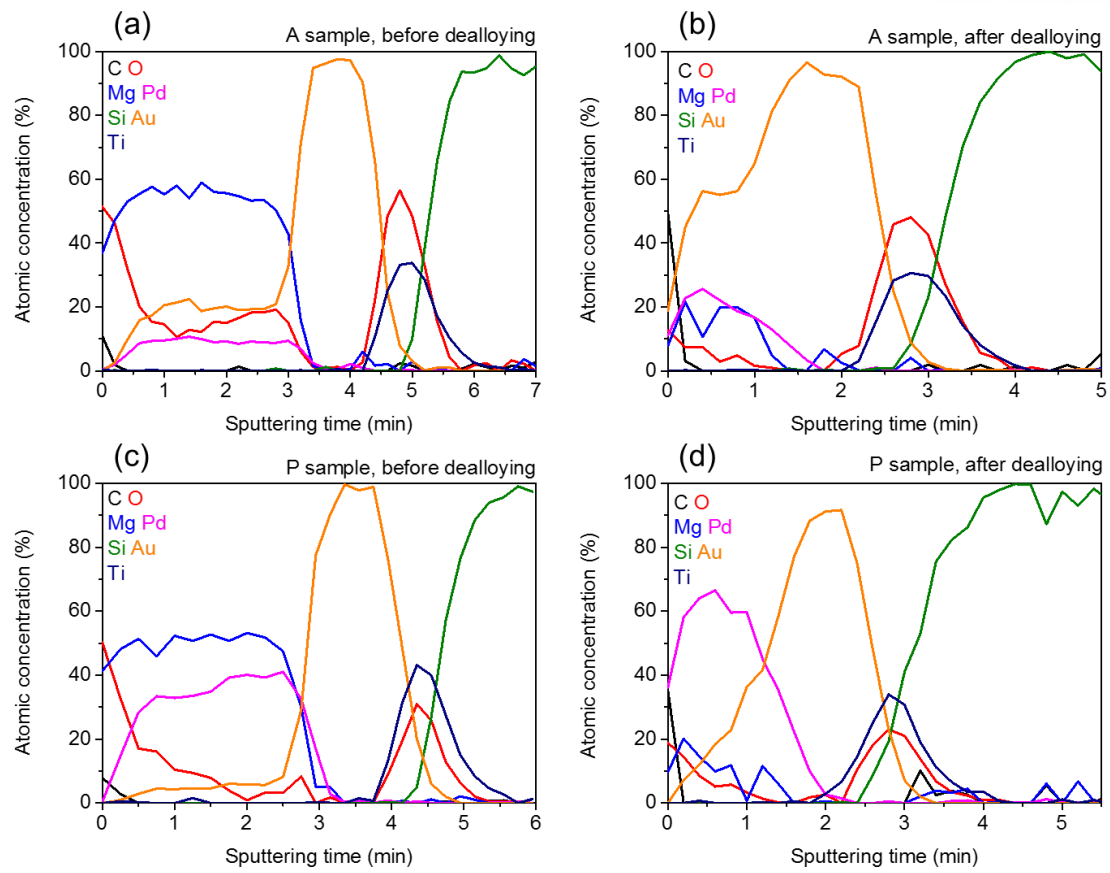 (a)
A sample, before dealloying
100
80
60
40
20
0
Atomic concentration (%)
C O
Mg Pd
Si Au
Ti
0 1 2 3 4 5 6 7
Sputtering time (min)
(b)
A sample, after dealloying
100
80
60
40
20
0
Atomic concentration (%)
C O
Mg Pd
Si Au
Ti
0 1 2 3 4 5
Sputtering time (min)
(c)
P sample, before dealloying
100
80
60
40
20
0
Atomic concentration (%)
C O
Mg Pd
Si Au
Ti
0 1 2 3 4 5 6
Sputtering time (min)
(d)
P sample, after dealloying
100
80
60
40
20
0
Atomic concentration (%)
C O
Mg Pd
Si Au
Ti
0 1 2 3 4 5
Sputtering time (min)